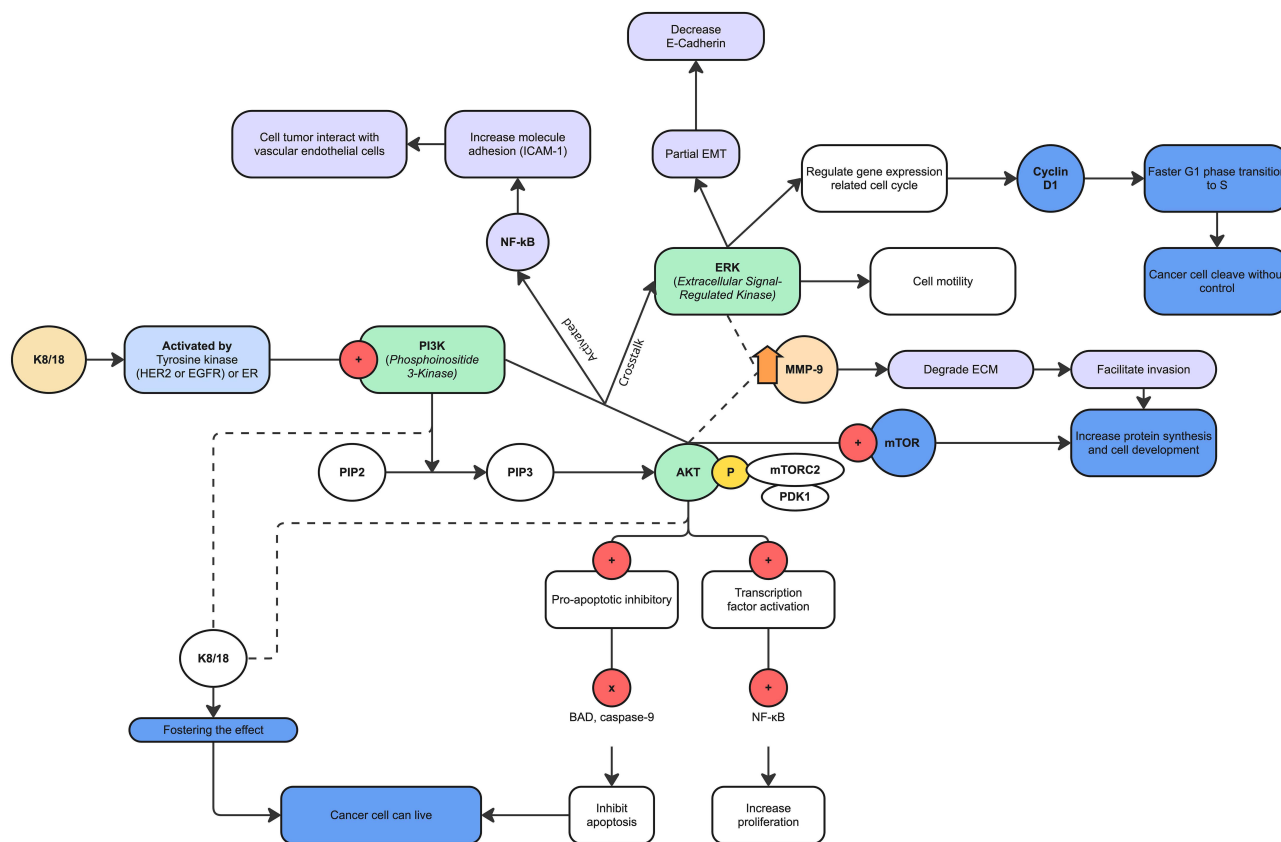 Decrease
E-Cadherin
Cell tumor interact with
vascular endothelial cells
Increase molecule
adhesion (ICAM-1)
Partial EMT
Regulate gene expression
related cell cycle
Cyclin
D1
Faster G1 phase transition
to S
NF-kB
ERK
(Extracellular Signal-
Regulated Kinase)
Cell motility
Cancer cell cleave without
control
Activated
Crosstalk
K8/18
Activated by
Tyrosine kinase
(HER2 or EGFR) or ER
+
PI3K
(Phosphoinositide
3-Kinase)
MMP-9
Degrade ECM
Facilitate invasion
PIP2
PIP3
AKT
P
mTORC2
PDK1
+
mTOR
Increase protein synthesis
and cell development
+
+
Pro-apoptotic inhibitory
Transcription
factor activation
K8/18
x
+
BAD, caspase-9
NF-κB
Fostering the effect
Cancer cell can live
Inhibit
apoptosis
Increase
proliferation